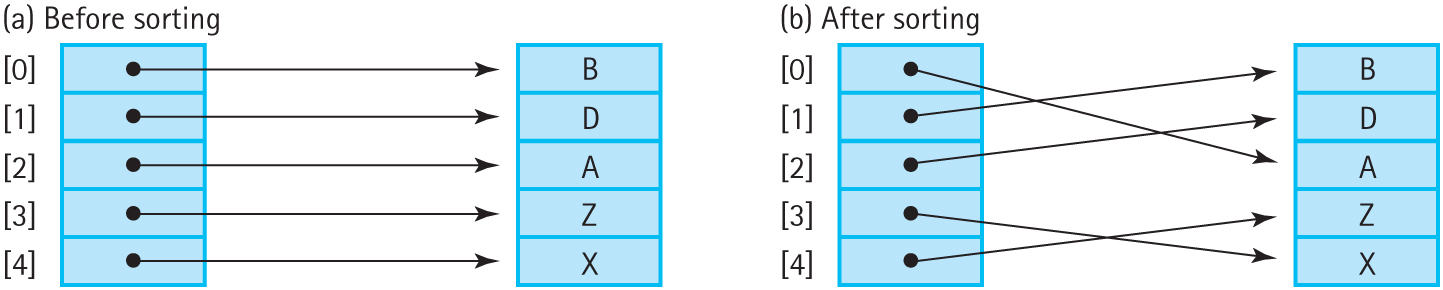 (a) Before sorting
[0] B
[1] D
[2] A
[3] Z
[4] X
(b) After sorting
[0] B
[1] D
[2] A
[3] Z
[4] X